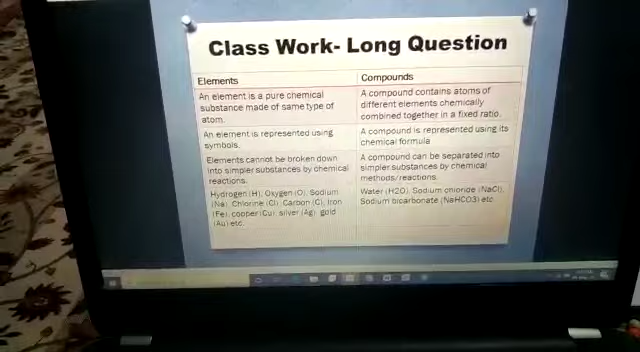 Class Work- Long Question
Elements
Compounds
An element is a pure chemical
substance made of same type of
atom.
A compound contains atoms of
different elements chemically
combined together in a fixed ratio.
An element is represented using
symbols.
A compound is represented using its
chemical formula
Elements cannot be broken down
into simpler substances by chemical
reactions.
A compound can be separated into
simpler substances by chemical
methods/reactions.
Hydrogen (H), Oxygen (O), Sodium
(Na), Chlorine (Cl), Carbon (C), Iron
(Fe), copper (Cu), silver (Ag), gold
(Au) etc.
Water (H2O), Sodium chloride (NaCl),
Sodium bicarbonate (NaHCO3) etc.